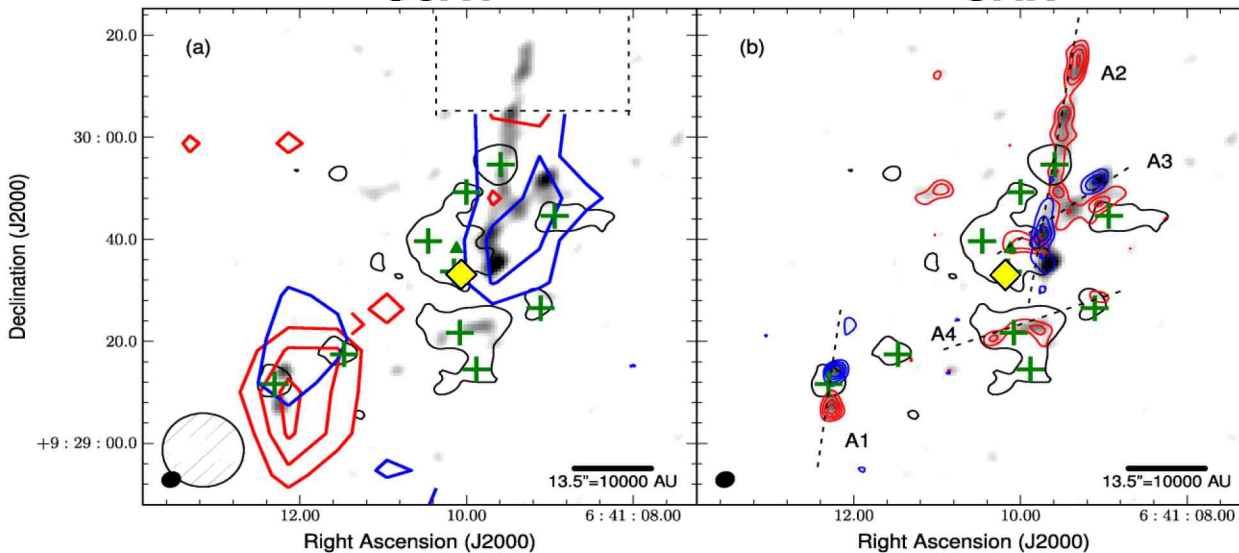 (a)
(b)
20.0
30 : 00.0
40.0
20.0
+9 : 29 : 00.0
Declination (J2000)
13.5"=10000 AU
12.00
10.00
6 : 41 : 08.00
Right Ascension (J2000)
A2
A3
A4
A1
13.5"=10000 AU
12.00
10.00
6 : 41 : 08.00
Right Ascension (J2000)